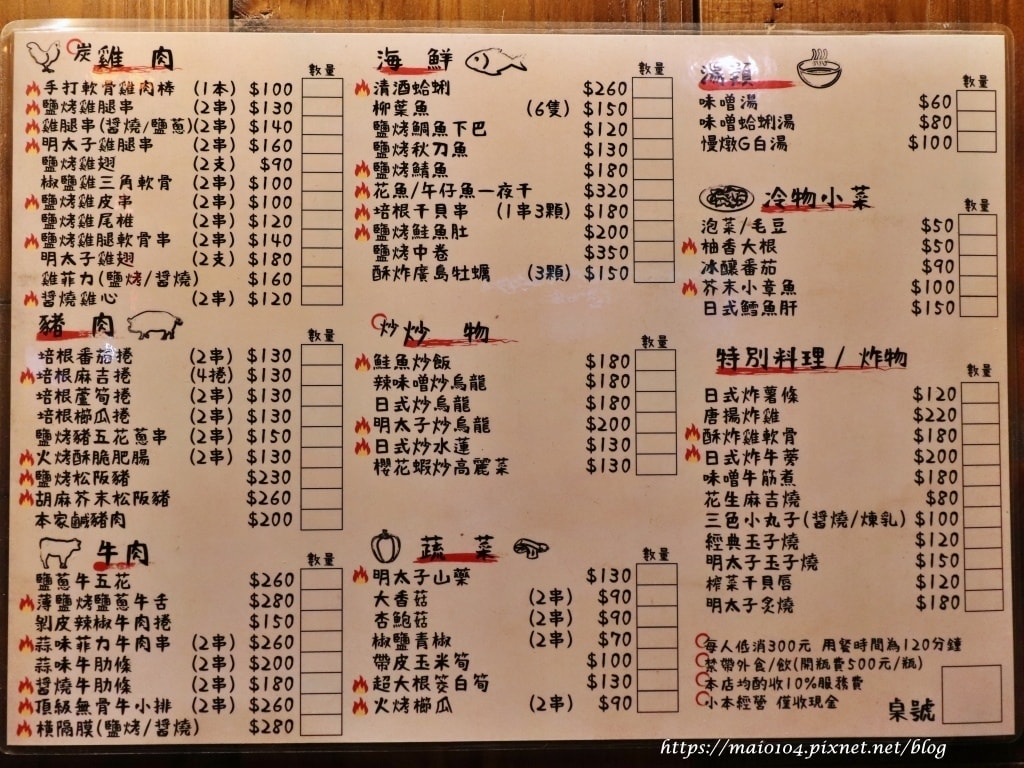 炭 雞肉 數量
手打軟骨雞肉棒 (1本) $100
鹽烤雞腿串 (2串) $130
雞腿串(醬燒/鹽蔥)(2串) $140
明太子雞腿串 (2串) $160
鹽烤雞翅 (2支) $90
椒鹽雞三角軟骨 (2串) $100
鹽烤雞皮串 (2串) $100
鹽烤雞尾椎 (2串) $120
鹽烤雞腿軟骨串 (2串) $140
明太子雞翅 (2支) $180
雞菲力(鹽烤/醬燒) $160
醬燒雞心 (2串) $120
豬肉 數量
培根番茄捲 (2串) $130
培根麻吉捲 (4捲) $130
培根蘆筍捲 (2串) $130
培根櫛瓜捲 (2串) $130
鹽烤豬五花蔥串 (2串) $150
火烤酥脆肥腸 (2串) $130
鹽烤松阪豬 $230
胡麻芥末松阪豬 $260
本家鹹豬肉 $200
牛肉 數量
鹽蔥牛五花 $260
薄鹽烤鹽蔥牛舌 $280
剝皮辣椒牛肉捲 $150
蒜味菲力牛肉串 (2串) $260
蒜味牛肋條 (2串) $200
醬燒牛肋條 (2串) $180
頂級無骨牛小排 (2串) $260
橫隔膜(鹽烤/醬燒) $280
海鮮 數量
清酒蛤蜊 $260
柳葉魚 (6隻) $150
鹽烤鯛魚下巴 $120
鹽烤秋刀魚 $130
鹽烤鯖魚 $180
花魚/午仔魚一夜干 $320
培根干貝串 (1串3顆) $180
鹽烤鮭魚肚 $200
鹽烤中卷 $350
酥炸廣島牡蠣 (3顆) $150
炒 炒物 數量
鮭魚炒飯 $180
辣味噌炒烏龍 $180
日式炒烏龍 $180
明太子炒烏龍 $200
日式炒水蓮 $130
櫻花蝦炒高麗菜 $130
蔬菜 數量
明太子山藥 $130
大香菇 (2串) $90
杏鮑菇 (2串) $90
椒鹽青椒 (2串) $70
帶皮玉米筍 $100
超大根筊白筍 $130
火烤櫛瓜 (2串) $90
湯類 數量
味噌湯 $60
味噌蛤蜊湯 $80
慢燉G白湯 $100
冷物小菜 數量
泡菜/毛豆 $50
柚香大根 $50
冰釀番茄 $90
芥末小章魚 $100
日式鱈魚肝 $150
特別料理/炸物 數量
日式炸薯條 $120
唐揚炸雞 $220
酥炸雞軟骨 $180
日式炸牛蒡 $200
味噌牛筋煮 $180
花生麻吉燒 $80
三色小丸子(醬燒/煉乳) $100
經典玉子燒 $120
明太子玉子燒 $150
榨菜干貝唇 $120
明太子炙燒 $180
每人低消300元 用餐時間為120分鐘
禁帶外食/飲(開瓶費500元/瓶)
本店均酌收10%服務費
小本經營 僅收現金
桌號
https://maio104.pixnet.net/blog